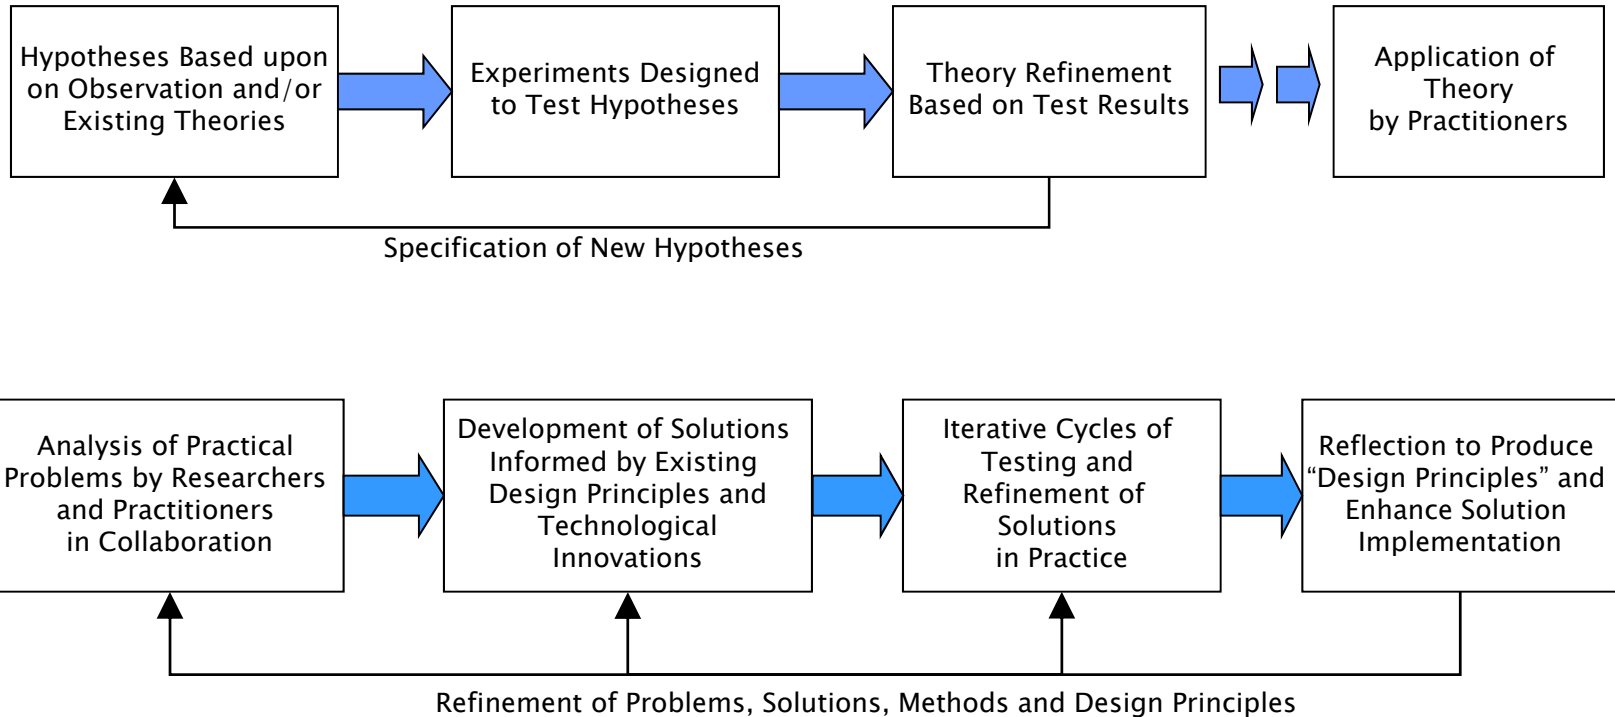 Hypotheses Based upon
on Observation and/or
Existing Theories
Experiments Designed
to Test Hypotheses
Theory Refinement
Based on Test Results
Application of
Theory
by Practitioners
Specification of New Hypotheses
Analysis of Practical
Problems by Researchers
and Practitioners
in Collaboration
Development of Solutions
Informed by Existing
Design Principles and
Technological
Innovations
Iterative Cycles of
Testing and
Refinement of
Solutions
in Practice
Reflection to Produce
“Design Principles” and
Enhance Solution
Implementation
Refinement of Problems, Solutions, Methods and Design Principles